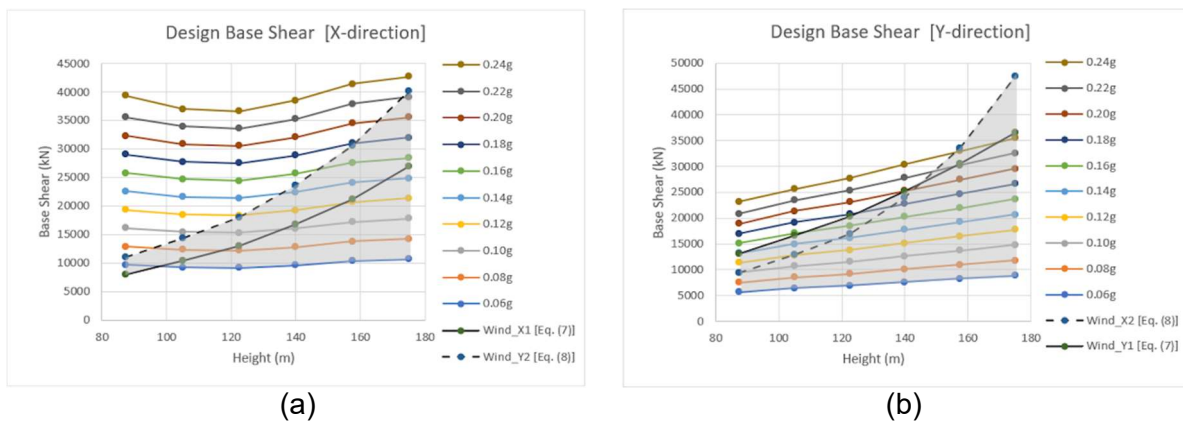 Design Base Shear [X-direction]
45000
40000
35000
30000
25000
20000
15000
10000
5000
0
Base Shear (kN)
80
100
120
140
160
180
Height (m)
0.24g
0.22g
0.20g
0.18g
0.16g
0.14g
0.12g
0.10g
0.08g
0.06g
Wind_X1 [Eq. (7)]
Wind_Y2 [Eq. (8)]
(a)
Design Base Shear [Y-direction]
50000
45000
40000
35000
30000
25000
20000
15000
10000
5000
0
Base Shear (kN)
80
100
120
140
160
180
Height (m)
0.24g
0.22g
0.20g
0.18g
0.16g
0.14g
0.12g
0.10g
0.08g
0.06g
Wind_X2 [Eq. (8)]
Wind_Y1 [Eq. (7)]
(b)